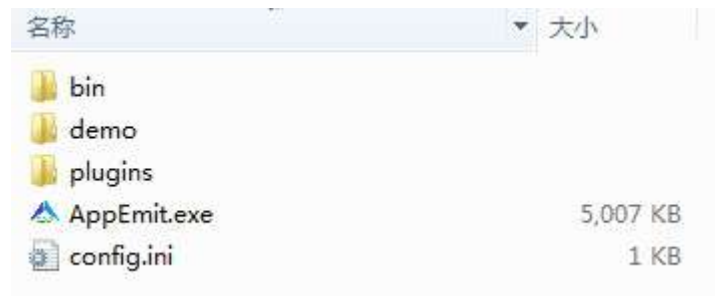 名称 大小
bin
demo
plugins
AppEmit.exe 5,007 KB
config.ini 1 KB